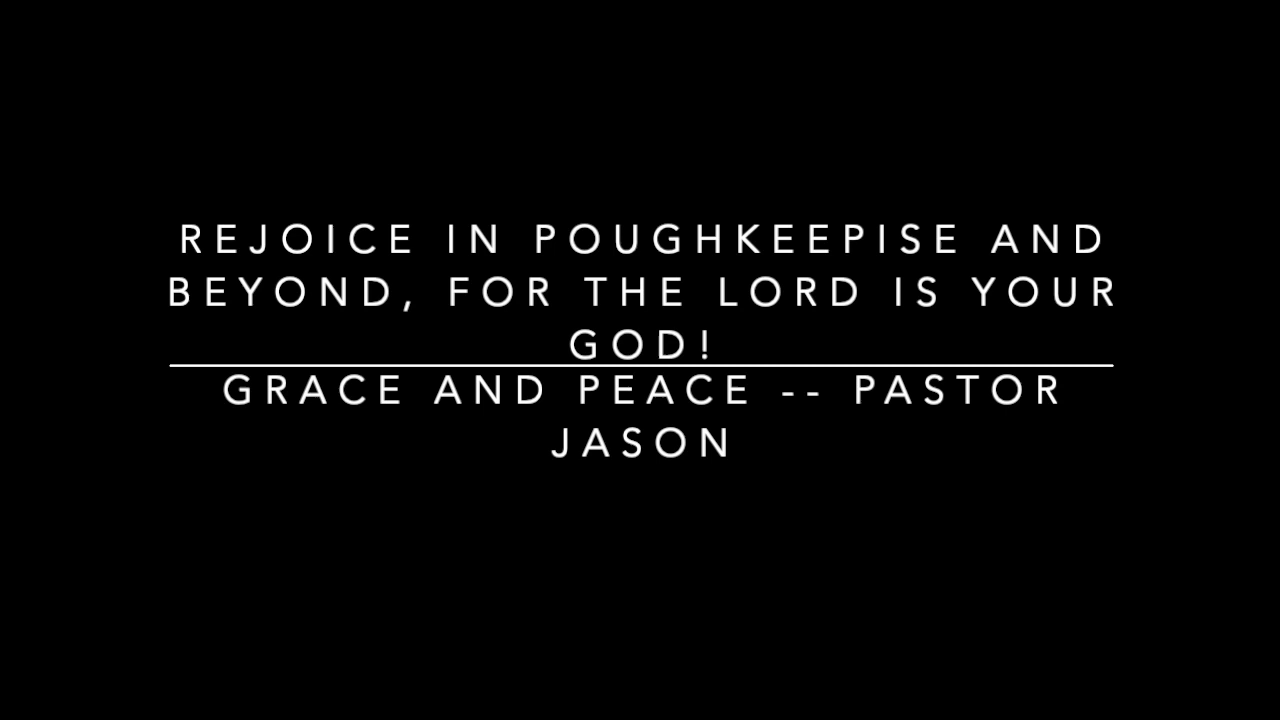 REJOICE IN POUGHKEEPISE AND
BEYOND, FOR THE LORD IS YOUR
GOD!
GRACE AND PEACE -- PASTOR
JASON